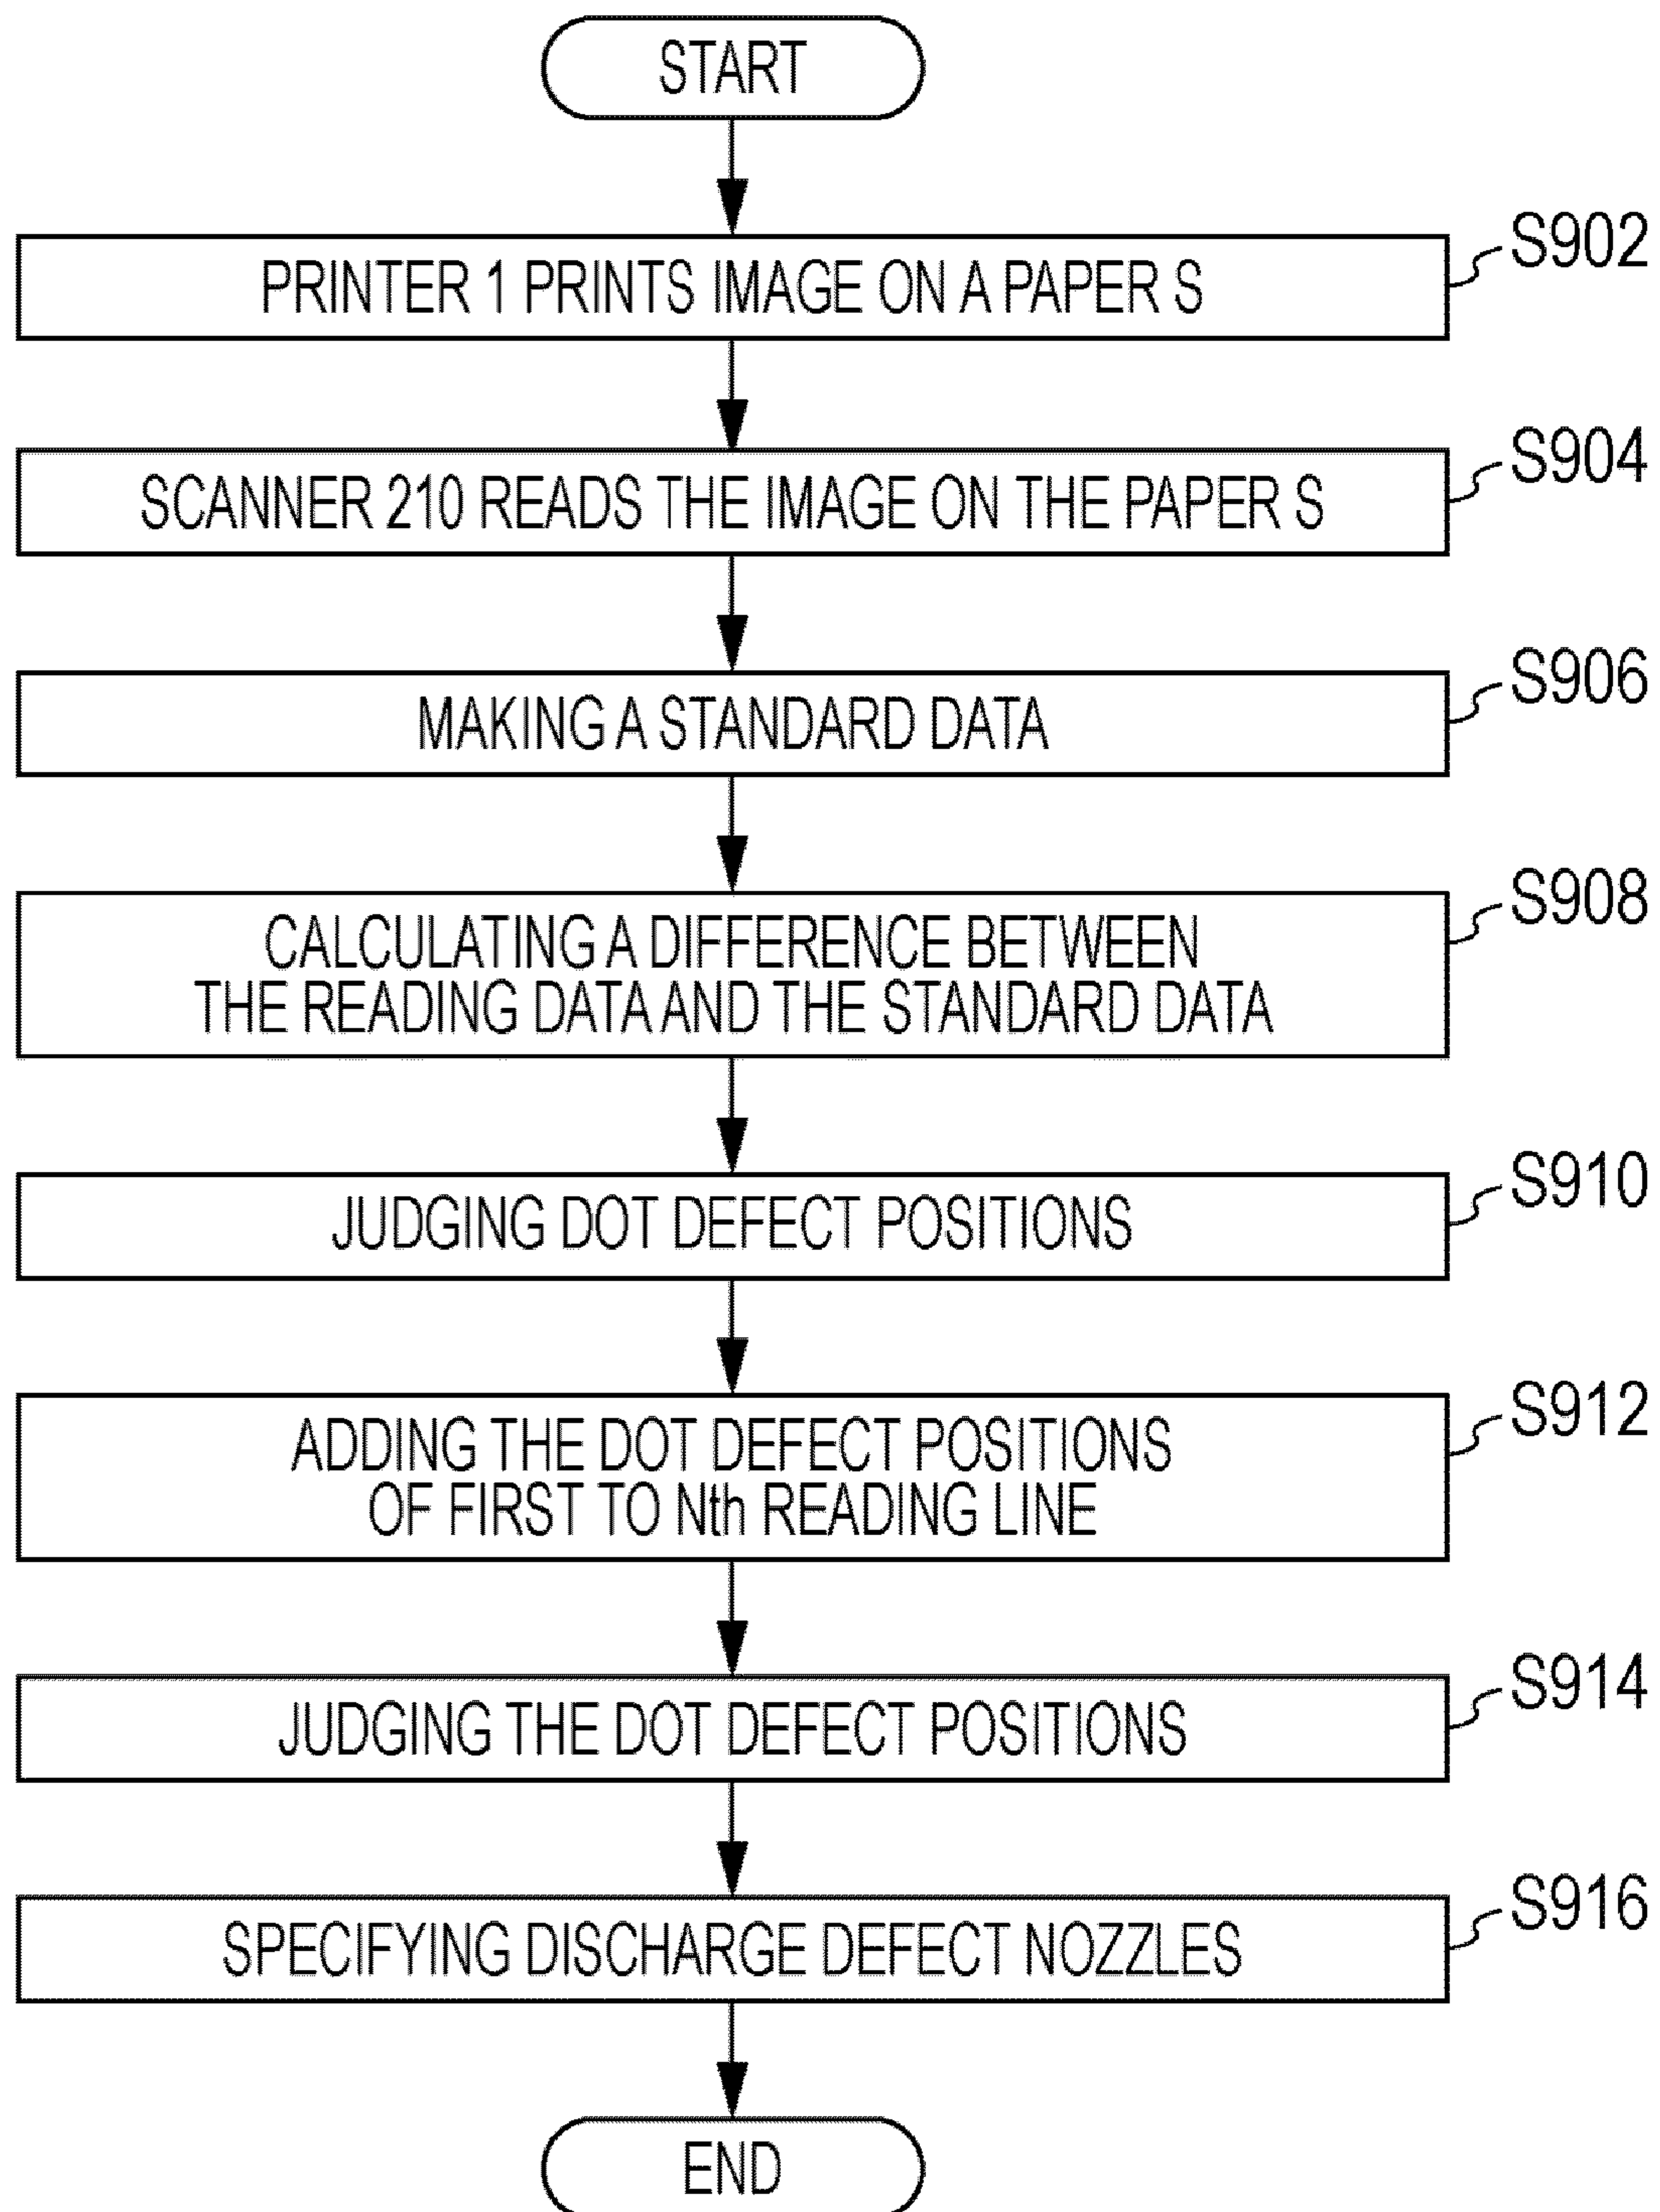 START
PRINTER 1 PRINTS IMAGE ON A PAPER S
S902
SCANNER 210 READS THE IMAGE ON THE PAPER S
S904
MAKING A STANDARD DATA
S906
CALCULATING A DIFFERENCE BETWEEN
THE READING DATA AND THE STANDARD DATA
S908
JUDGING DOT DEFECT POSITIONS
S910
ADDING THE DOT DEFECT POSITIONS
OF FIRST TO Nth READING LINE
S912
JUDGING THE DOT DEFECT POSITIONS
S914
SPECIFYING DISCHARGE DEFECT NOZZLES
S916
END